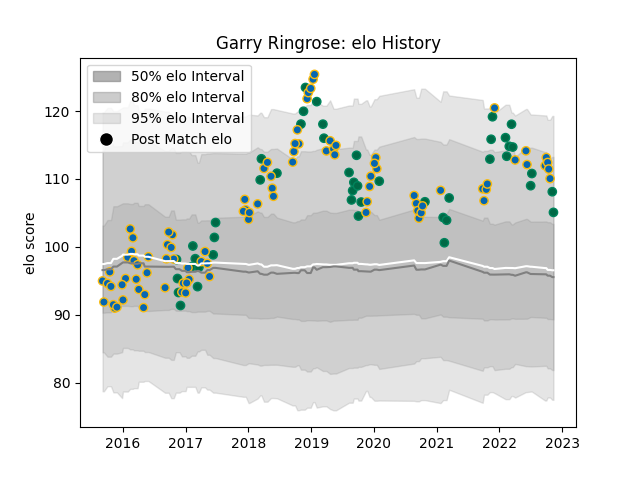 Garry Ringrose: elo History
50% elo Interval
80% elo Interval
95% elo Interval
Post Match elo
elo score
120
110
100
90
80
2016 2017 2018 2019 2020 2021 2022 2023